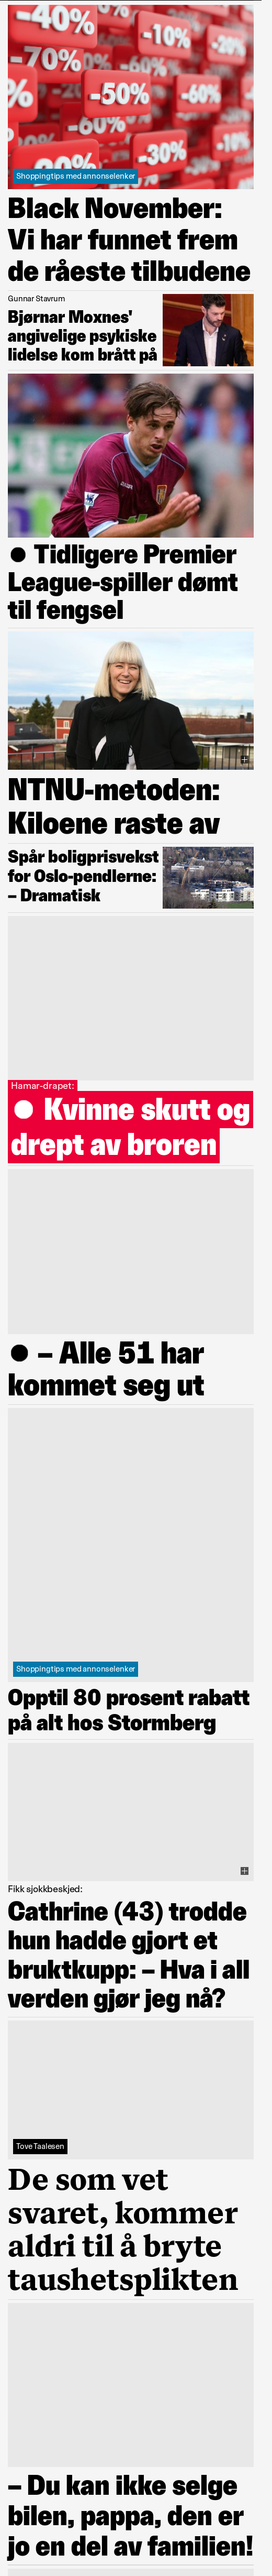 -40%
-10%
-70%
-50%
-60%
-60%
-10%
-30%
Shoppingtips med annonselenker
Black November:
Vi har funnet frem
de råeste tilbudene
Gunnar Stavrum
Bjørnar Moxnes'
angivelige psykiske
lidelse kom brått på
● Tidligere Premier
League-spiller dømt
til fengsel
NTNU-metoden:
Kiloene raste av
Spår boligprisvekst
for Oslo-pendlerne:
– Dramatisk
Hamar-drapet:
● Kvinne skutt og
drept av broren
● – Alle 51 har
kommet seg ut
Shoppingtips med annonselenker
Opptil 80 prosent rabatt
på alt hos Stormberg
Fikk sjokkbeskjed:
Cathrine (43) trodde
hun hadde gjort et
bruktkupp: – Hva i all
verden gjør jeg nå?
Tove Taalesen
De som vet
svaret, kommer
aldri til å bryte
taushetsplikten
– Du kan ikke selge
bilen, pappa, den er
jo en del av familien!